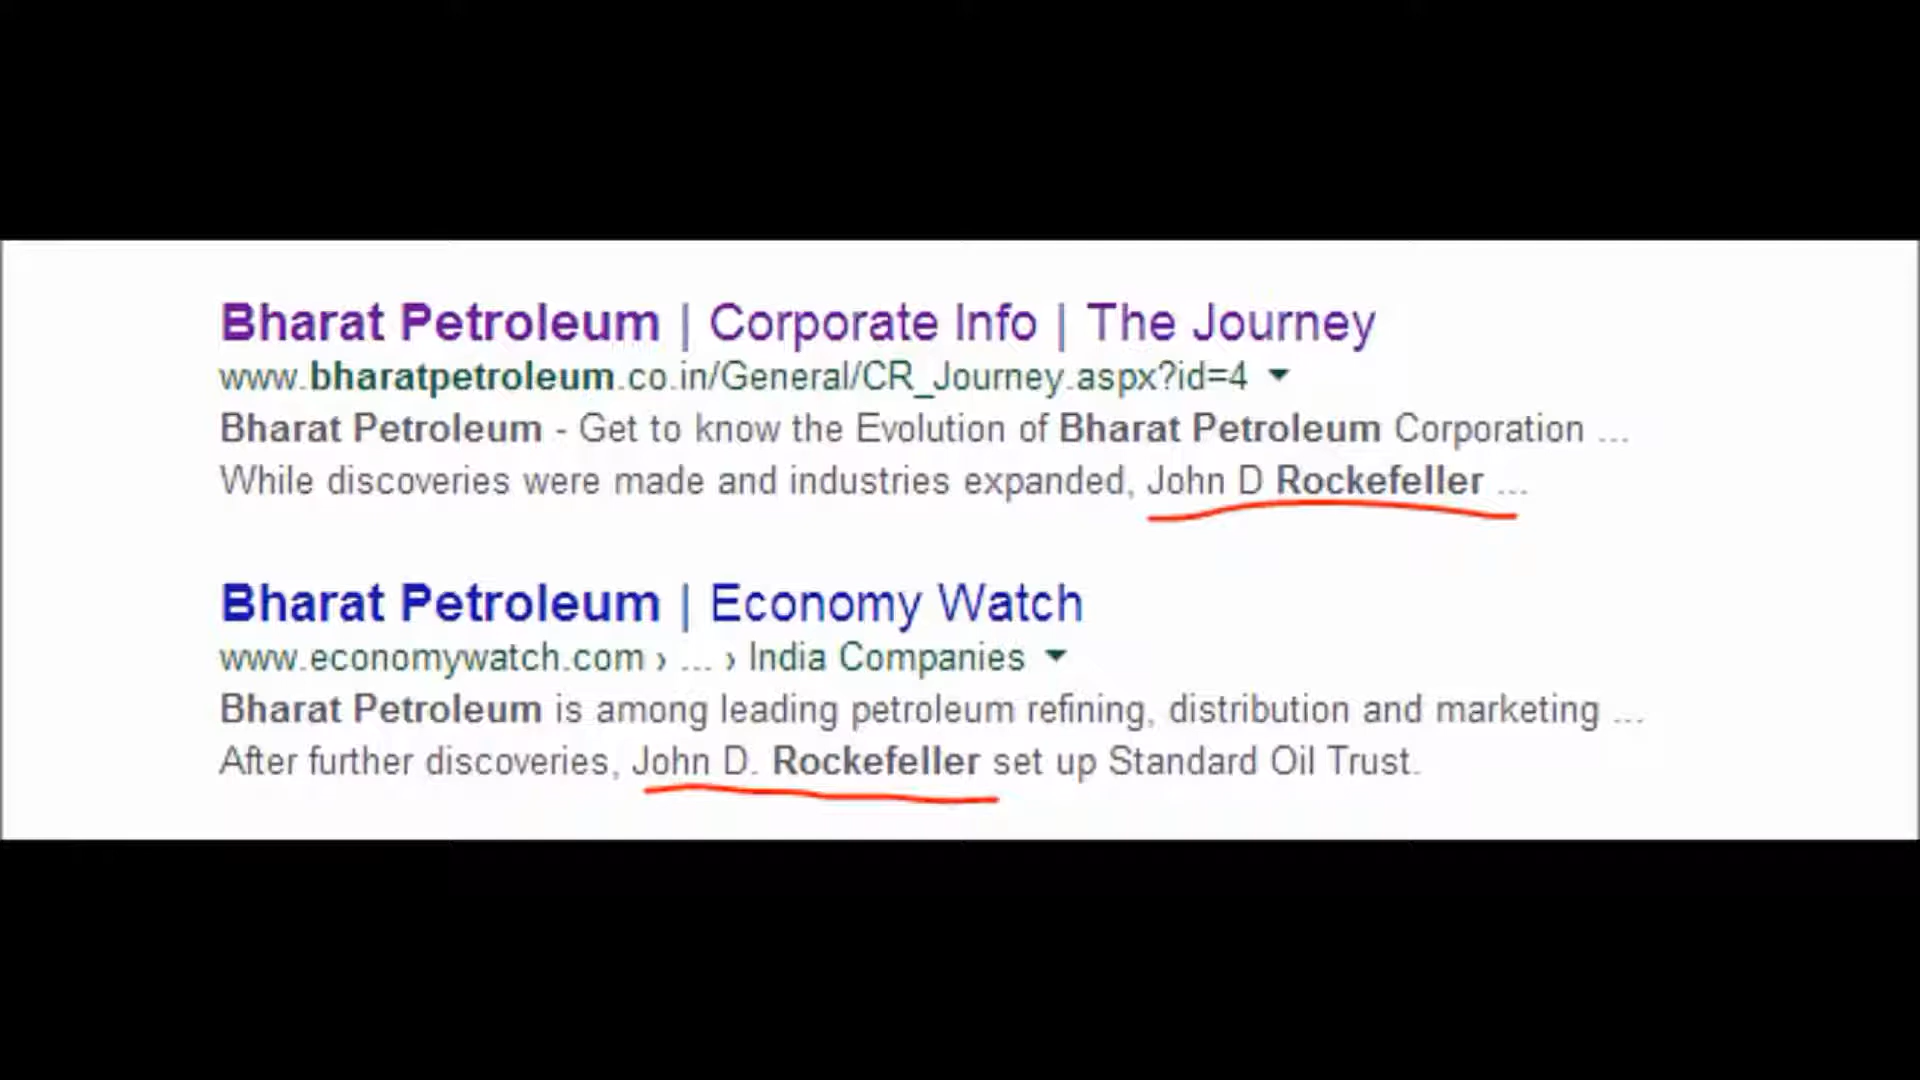 Bharat Petroleum | Corporate Info | The Journey
www.bharatpetroleum.co.in/General/CR_Journey.aspx?id=4
Bharat Petroleum - Get to know the Evolution of Bharat Petroleum Corporation ...
While discoveries were made and industries expanded, John D Rockefeller ...
Bharat Petroleum | Economy Watch
www.economywatch.com › ... › India Companies
Bharat Petroleum is among leading petroleum refining, distribution and marketing ...
After further discoveries, John D. Rockefeller set up Standard Oil Trust.